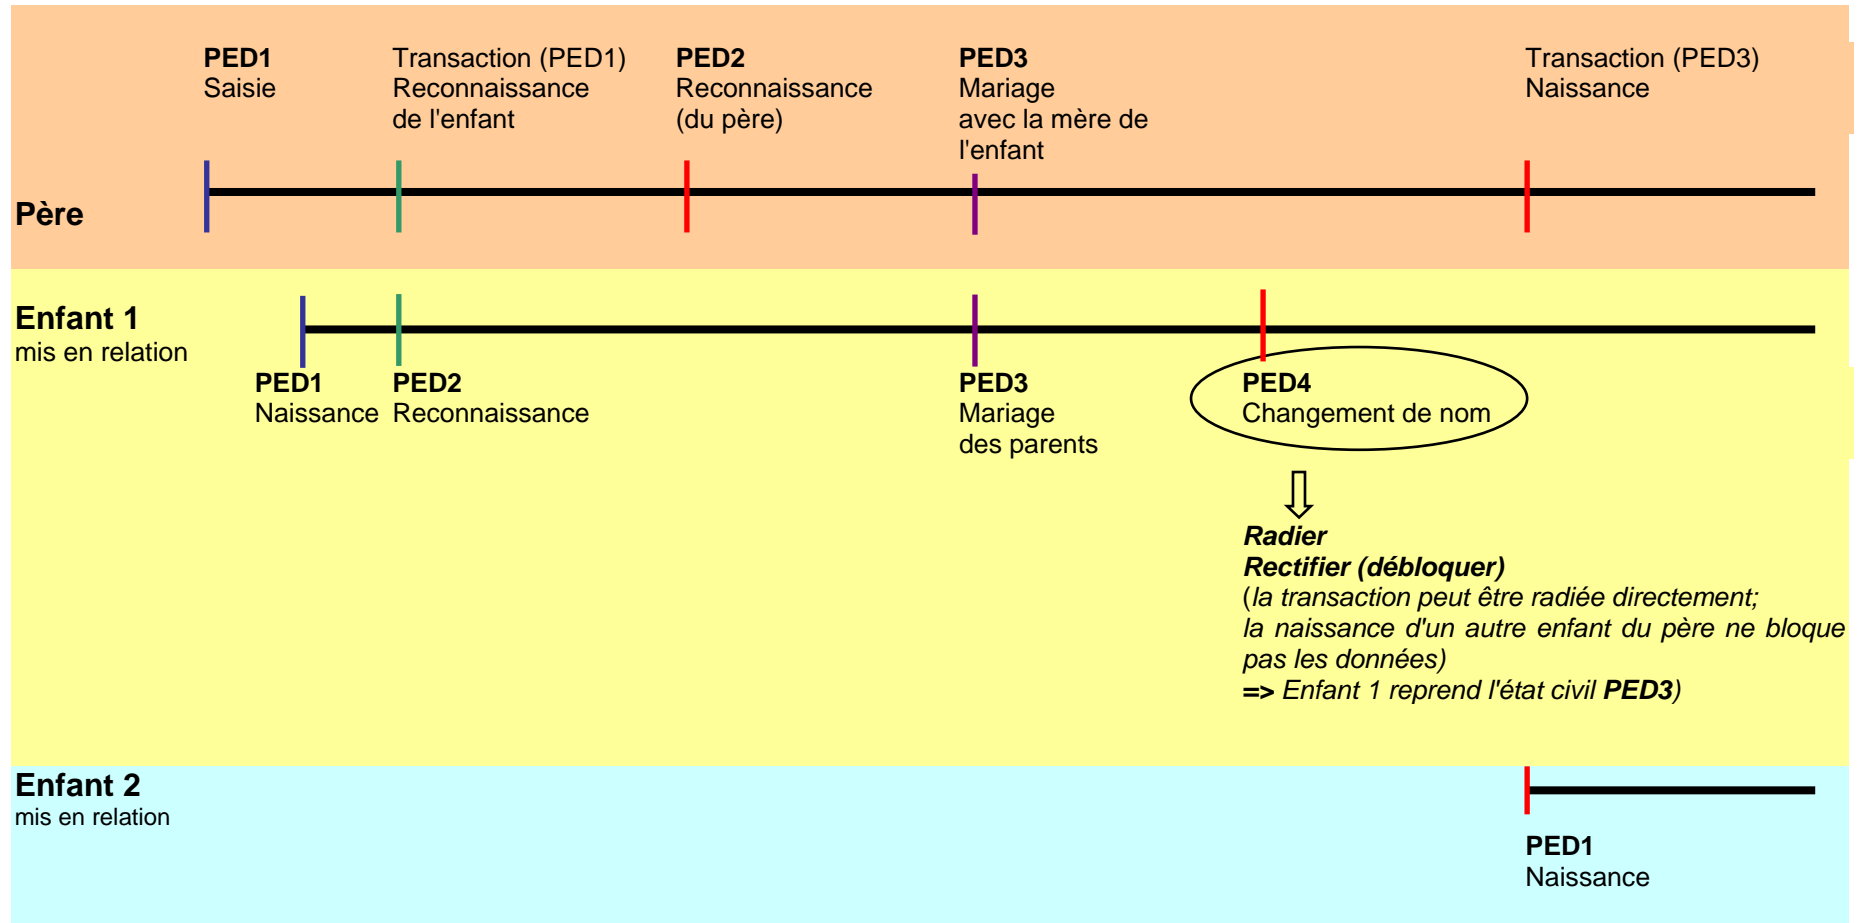 PED1
Saisie
Transaction (PED1)
Reconnaissance
de l'enfant
PED2
Reconnaissance
(du père)
PED3
Mariage
avec la mère de
l'enfant
Transaction (PED3)
Naissance
Père
Enfant 1
mis en relation
PED1
Naissance
PED2
Reconnaissance
PED3
Mariage
des parents
PED4
Changement de nom
Radier
Rectifier (débloquer)
(la transaction peut être radiée directement;
la naissance d'un autre enfant du père ne bloque
pas les données)
=> Enfant 1 reprend l'état civil PED3)
Enfant 2
mis en relation
PED1
Naissance